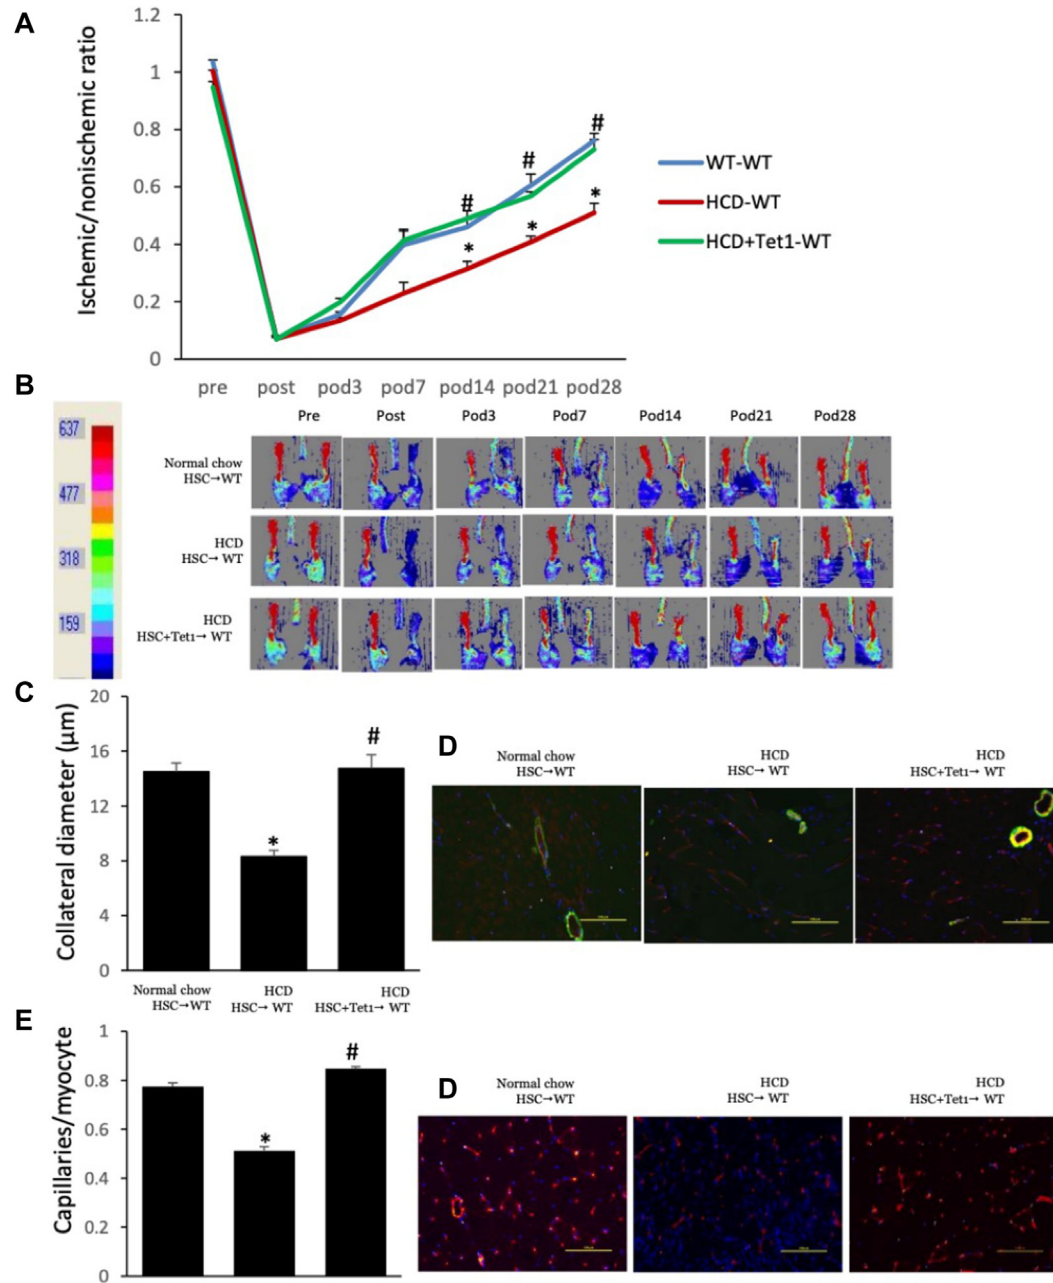 A
Ischemic/nonischemic ratio
1.2
1
0.8
0.6
0.4
0.2
0
#
#
#
*
*
*
WT-WT
HCD-WT
HCD+Tet1-WT
pre post pod3 pod7 pod14 pod21 pod28
B
637
477
318
159
Pre Post Pod3 Pod7 Pod14 Pod21 Pod28
Normal chow
HSC→WT
HCD
HSC→ WT
HCD
HSC+Tet1→ WT
C
Collateral diameter (µm)
20
16
12
8
4
0
*
#
Normal chow
HSC→WT
HCD
HSC→ WT
HCD
HSC+Tet1→ WT
D
Normal chow
HSC→WT
HCD
HSC→ WT
HCD
HSC+Tet1→ WT
E
Capillaries/myocyte
1
0.8
0.6
0.4
0.2
0
*
#
D
Normal chow
HSC→WT
HCD
HSC→ WT
HCD
HSC+Tet1→ WT